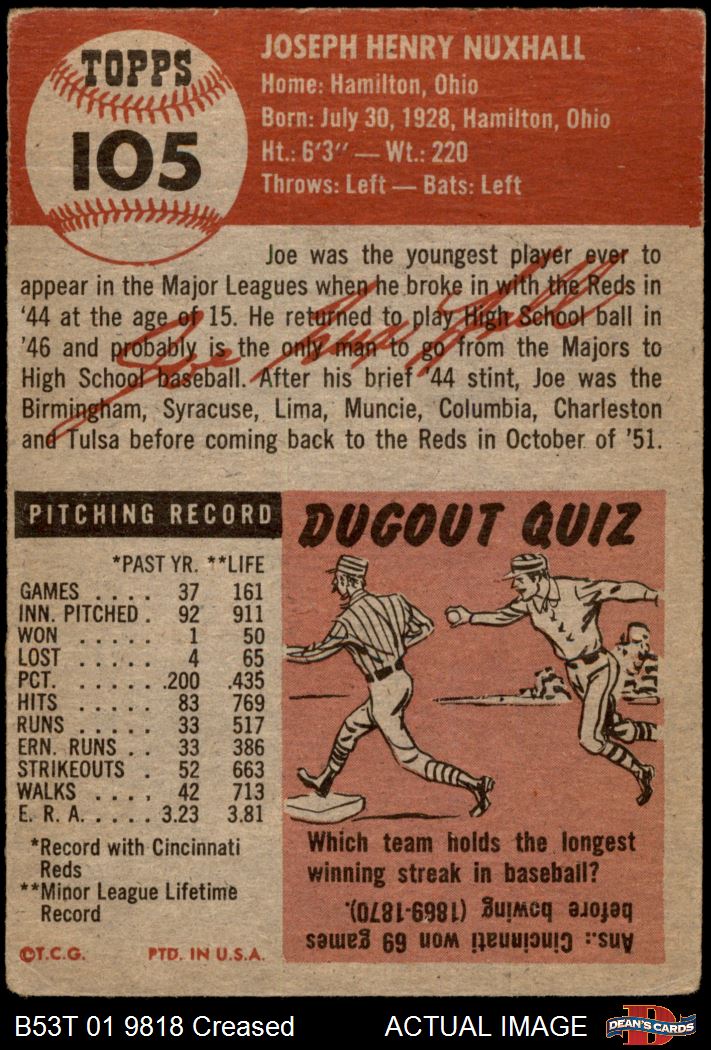 TOPPS
105
JOSEPH HENRY NUXHALL
Home: Hamilton, Ohio
Born: July 30, 1928, Hamilton, Ohio
Ht.: 6'3" — Wt.: 220
Throws: Left — Bats: Left
Joe was the youngest player ever to
appear in the Major Leagues when he broke in with the Reds in
'44 at the age of 15. He returned to play High School ball in
'46 and probably is the only man to go from the Majors to
High School baseball. After his brief '44 stint, Joe was the
Birmingham, Syracuse, Lima, Muncie, Columbia, Charleston
and Tulsa before coming back to the Reds in October of '51.
Joe Nuxhall
PITCHING RECORD
*PAST YR. **LIFE
GAMES . . . . 37 161
INN. PITCHED . 92 911
WON . . . . . 1 50
LOST . . . . . 4 65
PCT. . . . . . .200 .435
HITS . . . . . 83 769
RUNS . . . . . 33 517
ERN. RUNS . . 33 386
STRIKEOUTS . 52 663
WALKS . . . . 42 713
E. R. A. . . . . 3.23 3.81
*Record with Cincinnati
Reds
**Minor League Lifetime
Record
©T.C.G. PTD. IN U.S.A.
DUGOUT QUIZ
Which team holds the longest
winning streak in baseball?
Ans.: Cincinnati won 69 games
before bowing (1869-1870).
B53T 01 9818 Creased
ACTUAL IMAGE
D
DEAN'S CARDS